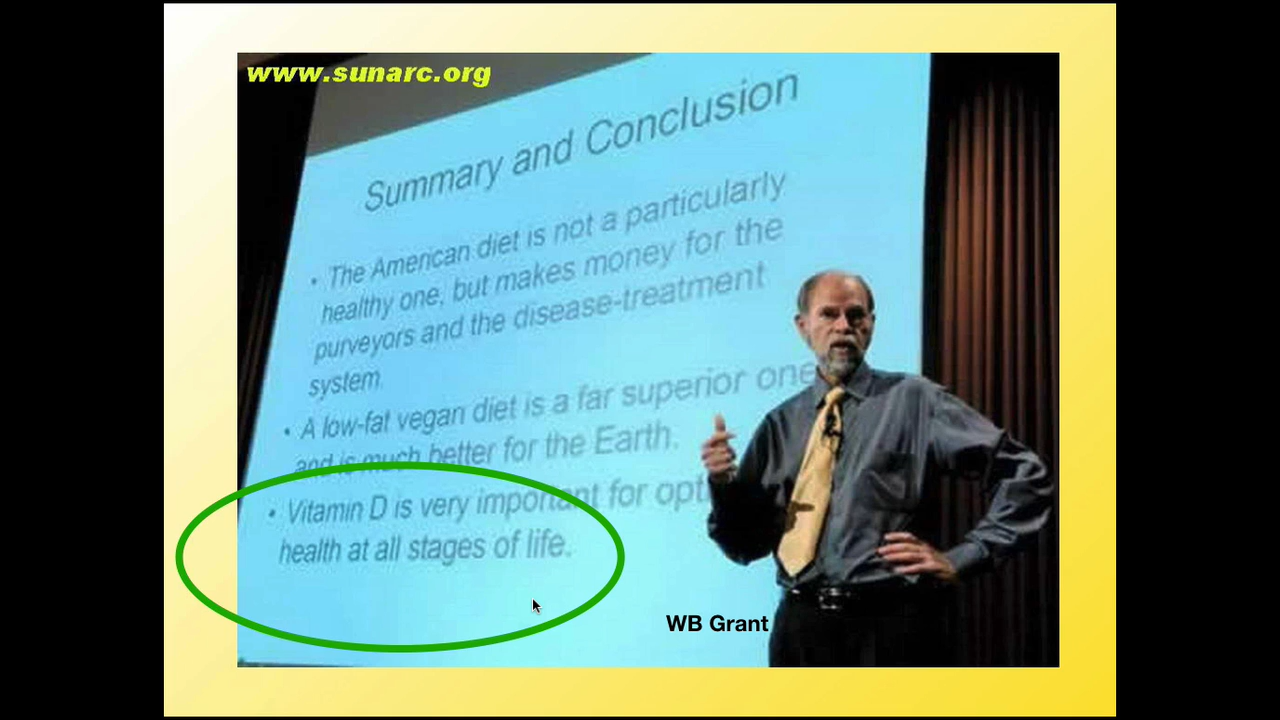 www.sunarc.org
Summary and Conclusion
• The American diet is not a particularly
healthy one, but makes money for the
purveyors and the disease-treatment
system.
• A low-fat vegan diet is a far superior one
and is much better for the Earth.
• Vitamin D is very important for
health at all stages of life.
WB Grant